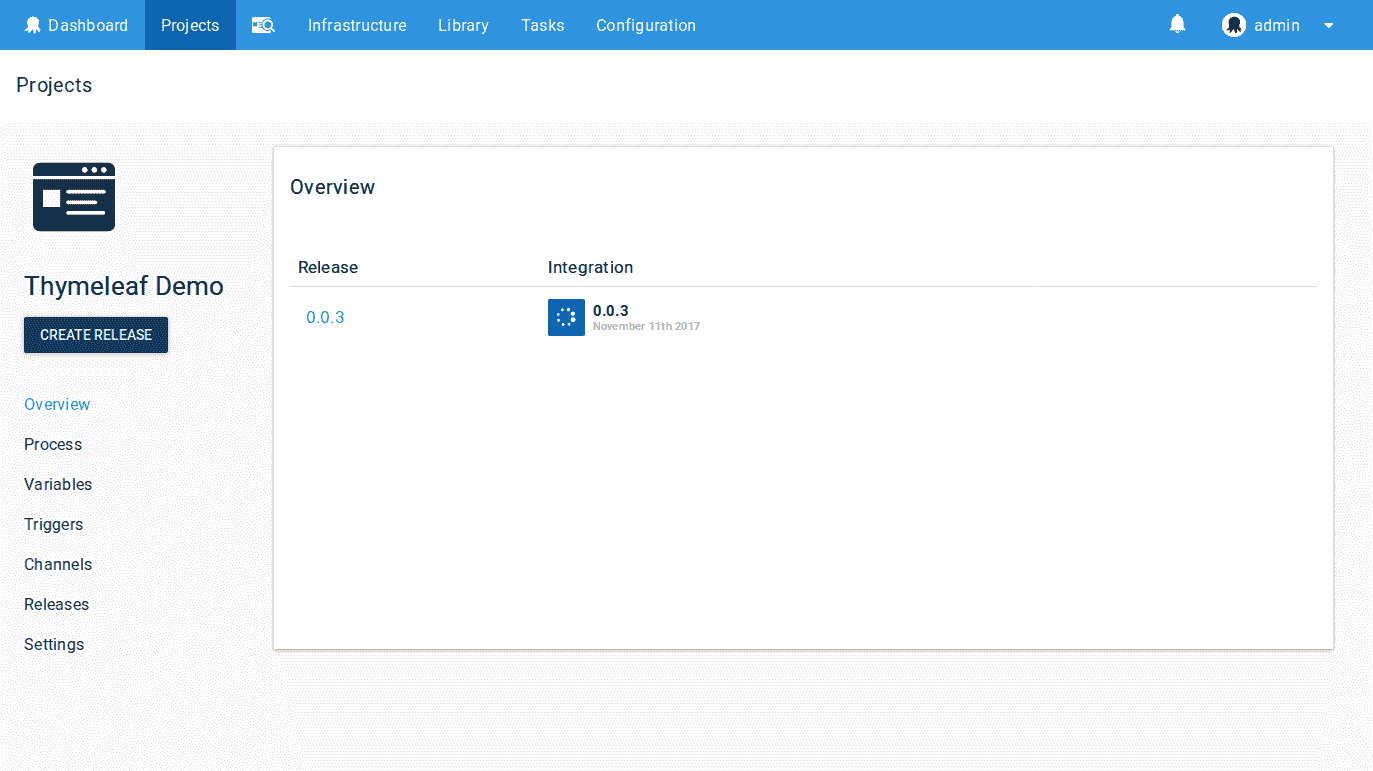 Dashboard Projects Infrastructure Library Tasks Configuration admin
Projects
Thymeleaf Demo
CREATE RELEASE
Overview
Process
Variables
Triggers
Channels
Releases
Settings
Overview
Release Integration
0.0.3 0.0.3
November 11th 2017